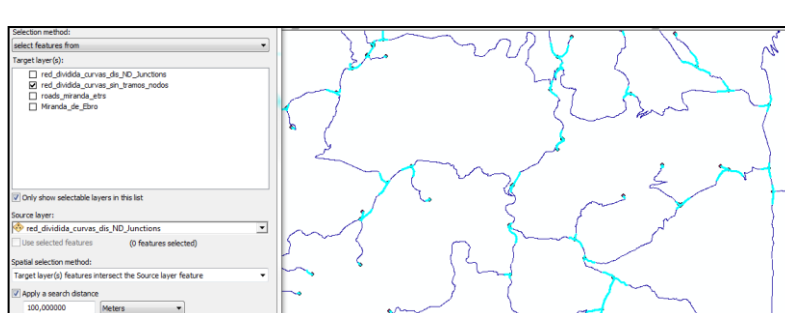 Selection method:
select features from
Target layer(s):
red_dividida_curvas_dis_ND_Junctions
red_dividida_curvas_sin_tramos_nodos
roads_miranda_etrs
Miranda_de_Ebro
Only show selectable layers in this list
Source layer:
red_dividida_curvas_dis_ND_Junctions
Use selected features (0 features selected)
Spatial selection method:
Target layer(s) features intersect the Source layer feature
Apply a search distance
100,000000 Meters